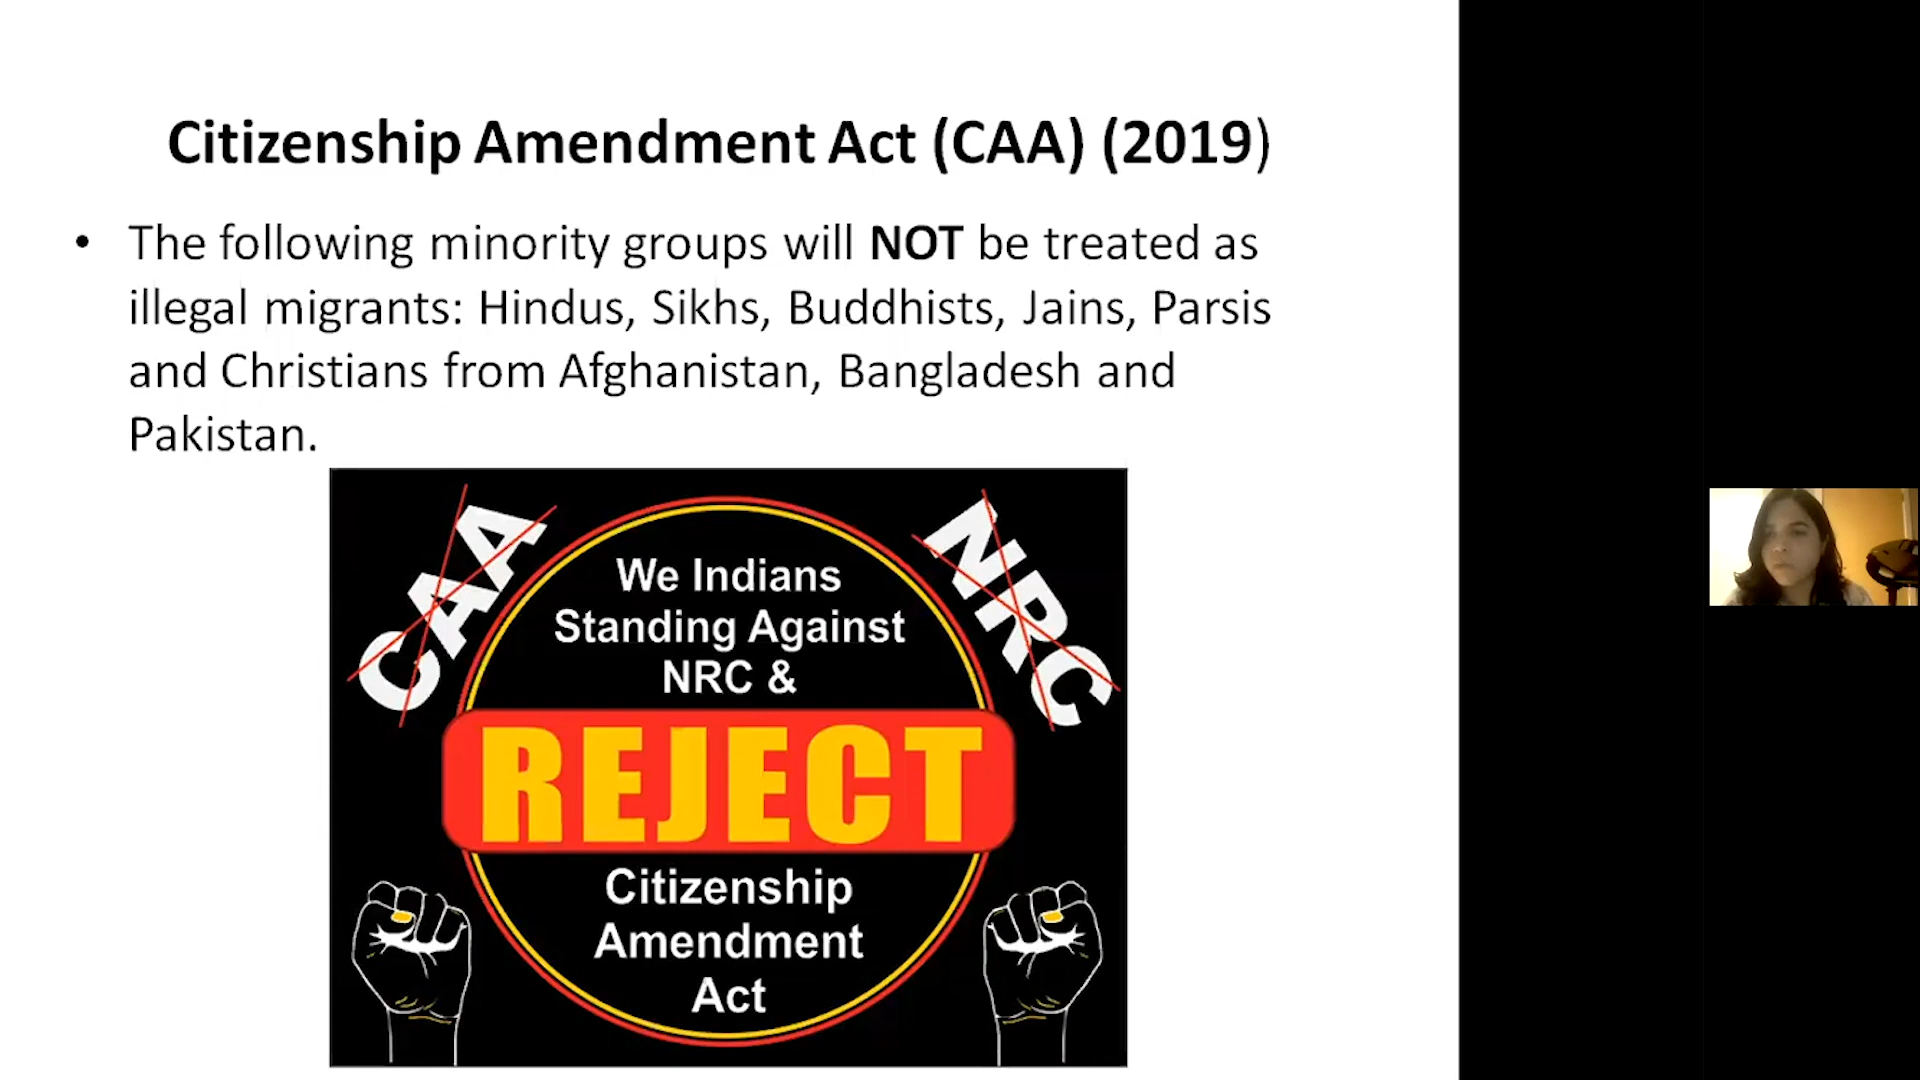 Citizenship Amendment Act (CAA) (2019)
• The following minority groups will NOT be treated as
illegal migrants: Hindus, Sikhs, Buddhists, Jains, Parsis
and Christians from Afghanistan, Bangladesh and
Pakistan.
CAA
NRC
We Indians
Standing Against
NRC &
REJECT
Citizenship
Amendment
Act